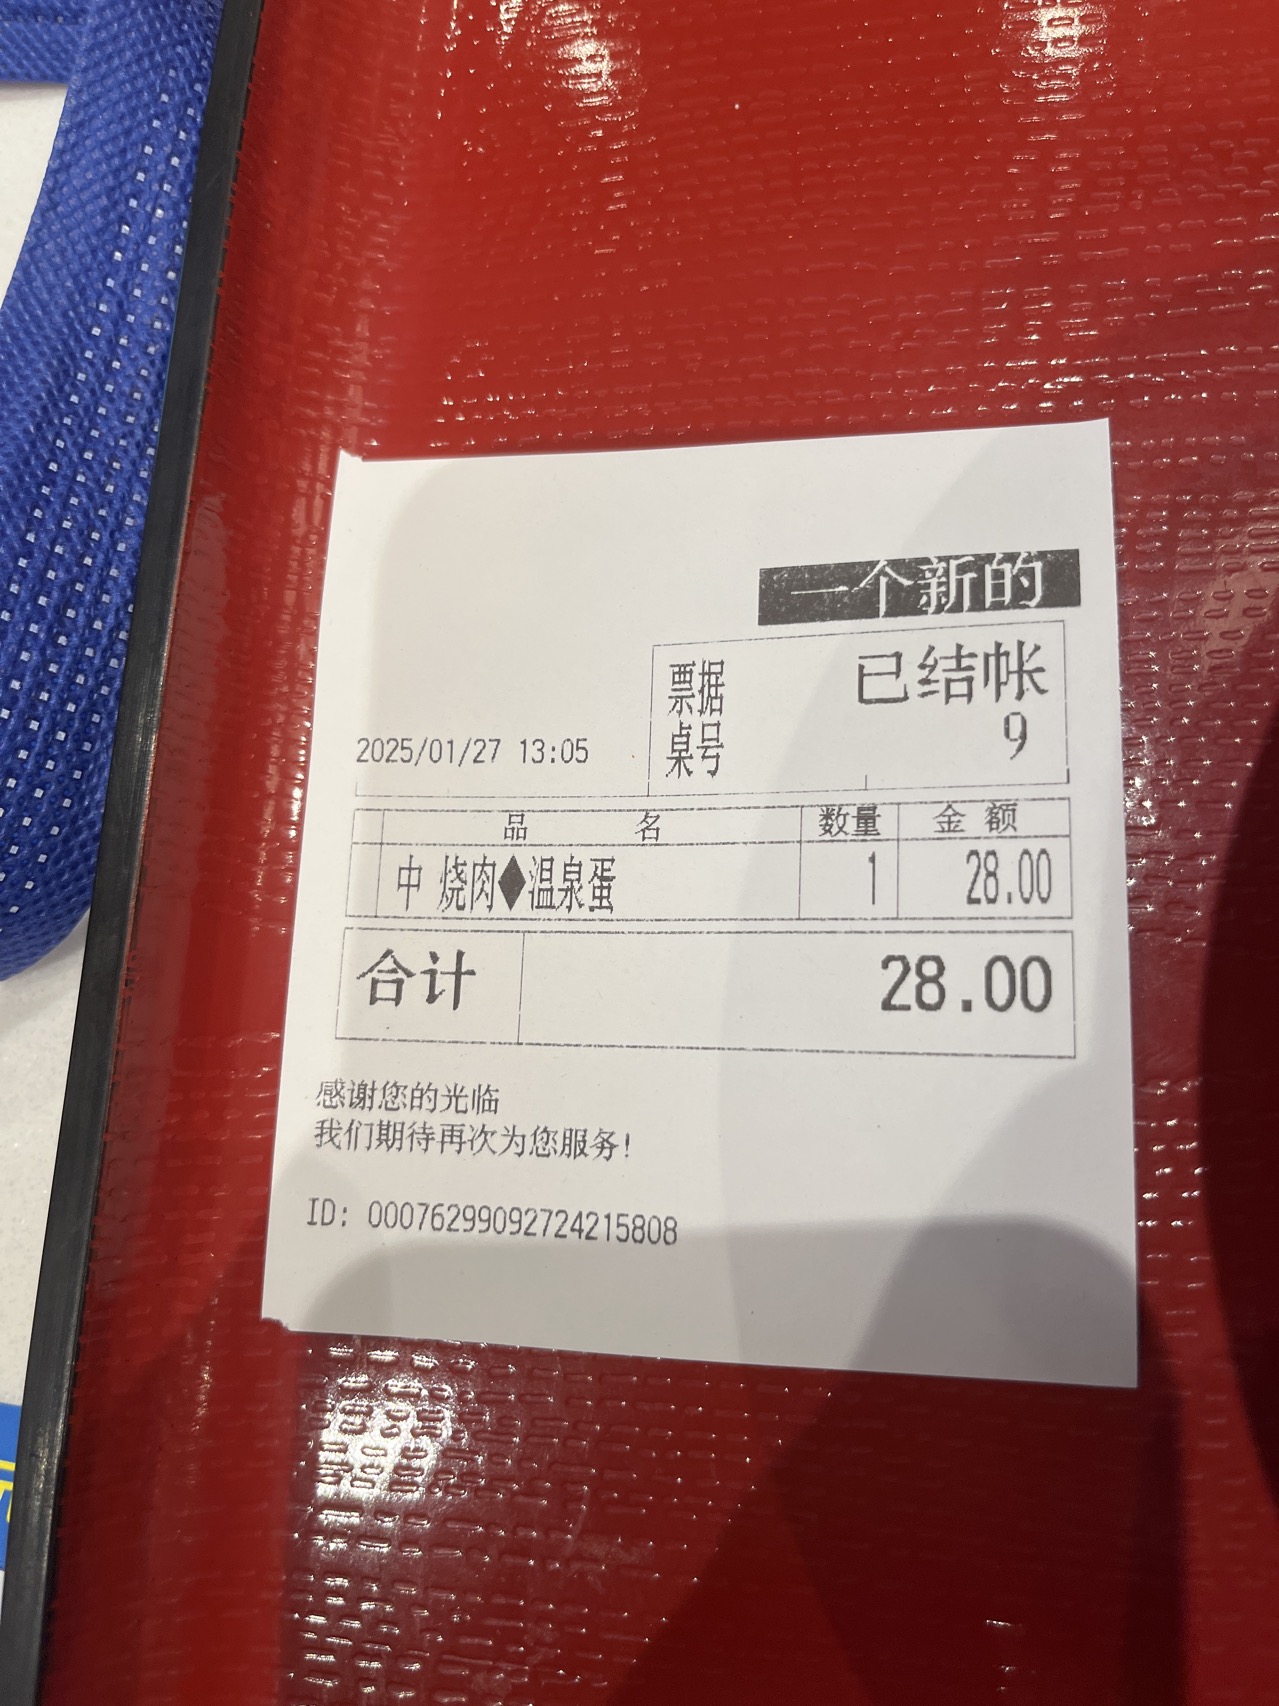 一个新的
票据 已结帐
桌号 9
2025/01/27 13:05
品 名 数量 金 额
中 烧肉♦温泉蛋 1 28.00
合计 28.00
感谢您的光临
我们期待再次为您服务!
ID: 00076299092724215808